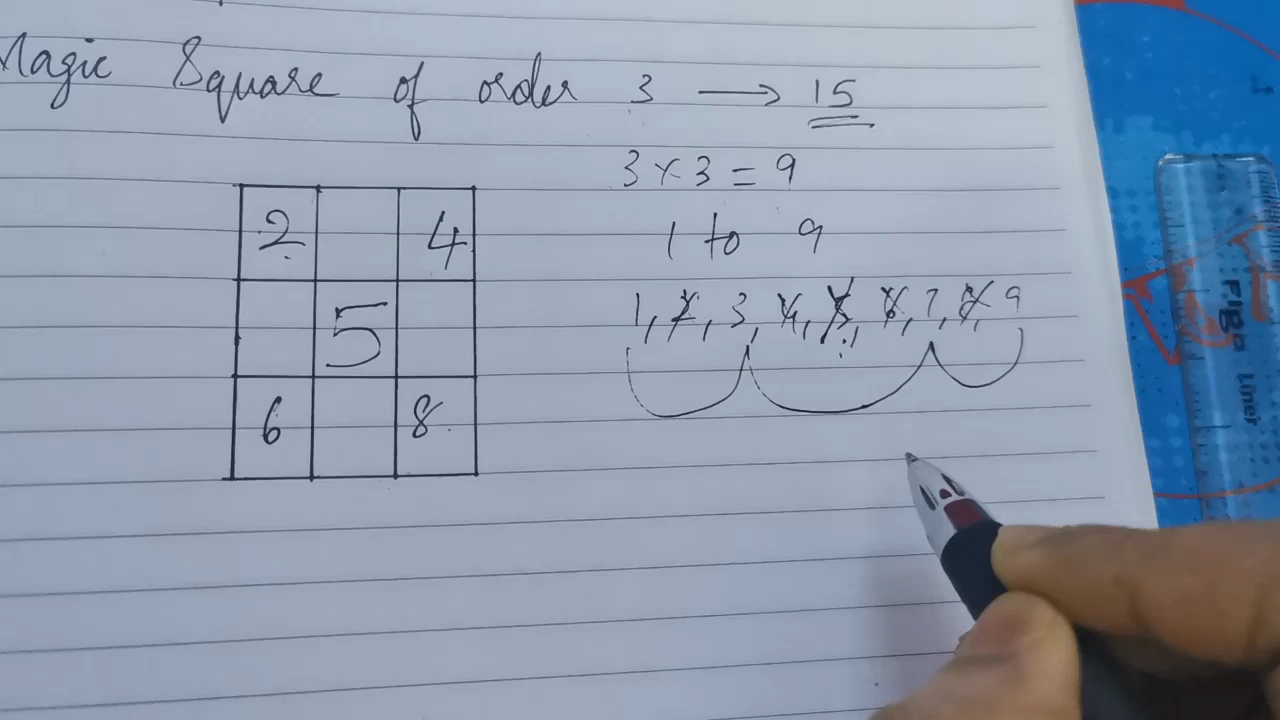 Magic Square of order 3 → 15
3 × 3 = 9
1 to 9
1, 2, 3, 4, 5, 6, 7, 8, 9
2 4
5
6 8
Liner